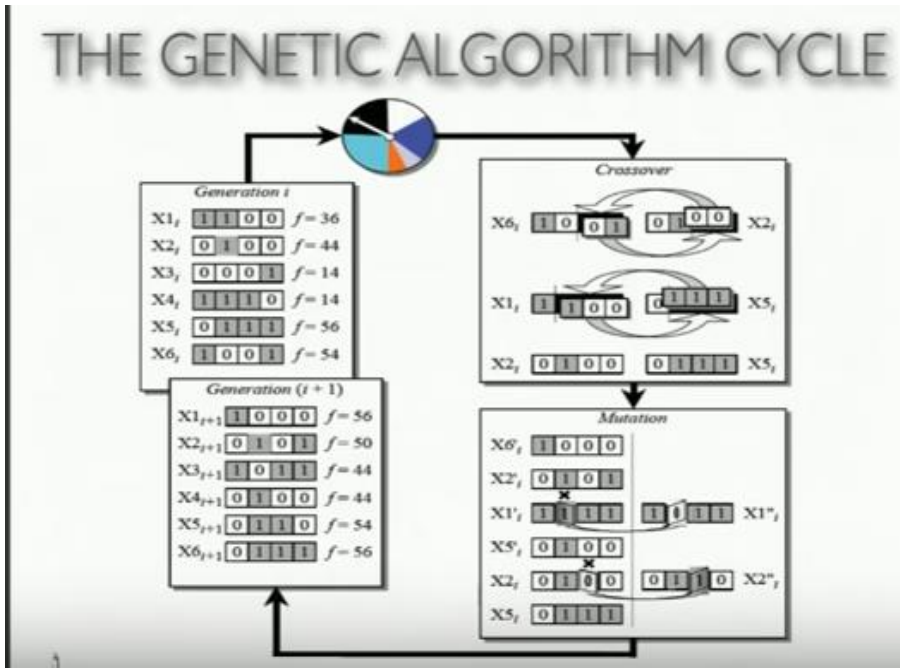 THE GENETIC ALGORITHM CYCLE
Generation i
X1i 1 1 0 0 f = 36
X2i 0 1 0 0 f = 44
X3i 0 0 0 1 f = 14
X4i 1 1 1 0 f = 14
X5i 0 1 1 1 f = 56
X6i 1 0 0 1 f = 54
Generation (i + 1)
X1i+1 1 0 0 0 f = 56
X2i+1 0 1 0 1 f = 50
X3i+1 1 0 1 1 f = 44
X4i+1 0 1 0 0 f = 44
X5i+1 0 1 1 0 f = 54
X6i+1 0 1 1 1 f = 56
Crossover
X6i 1 0 0 1 0 1 0 0 X2i
X1i 1 1 0 0 0 1 1 1 X5i
X2i 0 1 0 0 0 1 1 1 X5i
Mutation
X6'i 1 0 0 0
X2'i 0 1 0 1
X1'i 1 1 1 1 1 0 1 1 X1"i
X5'i 0 1 0 0
X2i 0 1 0 0 0 1 1 0 X2"i
X5i 0 1 1 1